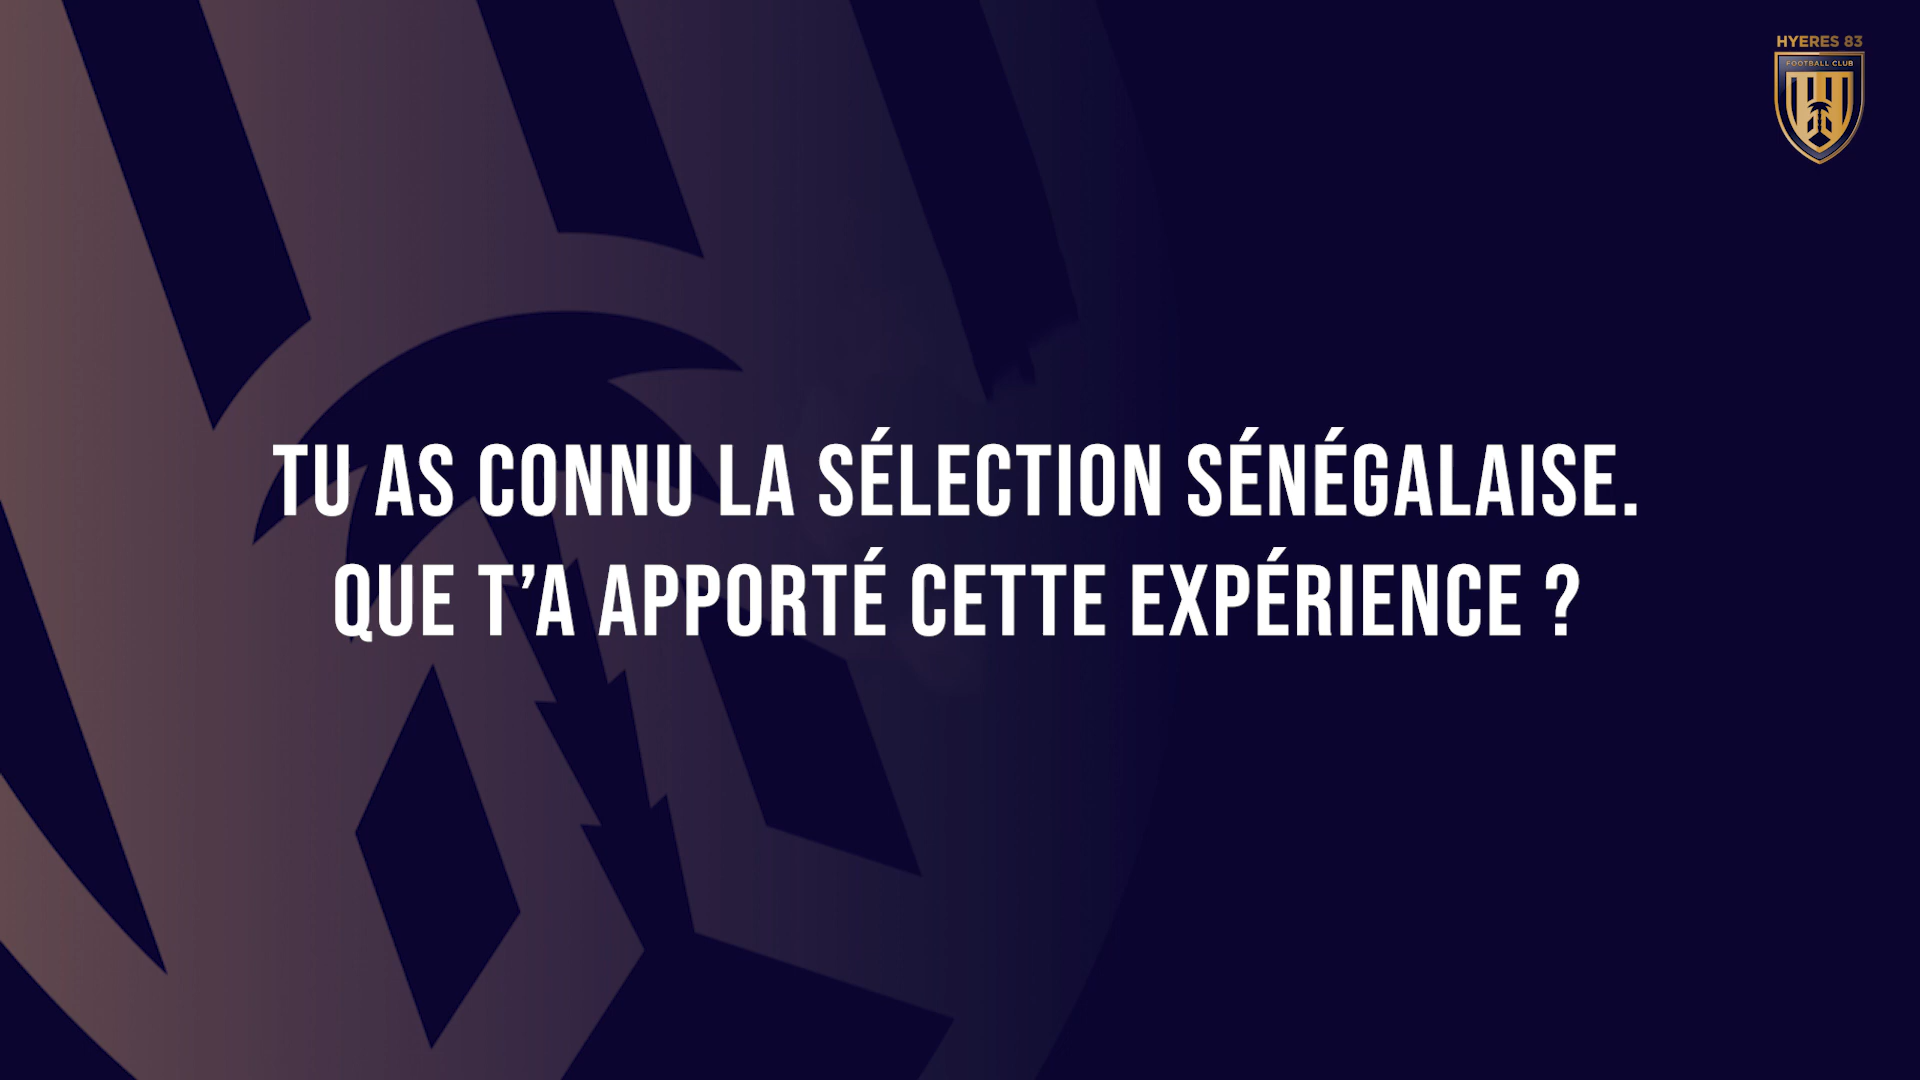 HYERES 83
FOOTBALL CLUB
TU AS CONNU LA SÉLECTION SÉNÉGALAISE.
QUE T’A APPORTÉ CETTE EXPÉRIENCE ?